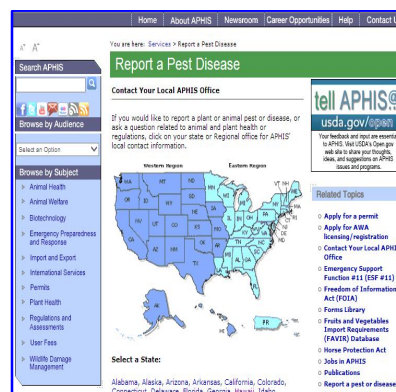 Home About APHIS Newsroom Career Opportunities Help Contact
A- A+
You are here: Services > Report a Pest Disease
Search APHIS
Report a Pest Disease
Contact Your Local APHIS Office
If you would like to report a plant or animal pest or disease, or
ask a question related to animal and plant health or
regulations, click on your state or Regional office for APHIS'
local contact information.
Browse by Audience
Select an Option
Browse by Subject
Animal Health
Animal Welfare
Biotechnology
Emergency Preparedness
and Response
Import and Export
International Services
Permits
Plant Health
Regulations and
Assessments
User Fees
Wildlife Damage
Management
Western Region Eastern Region
WA MT ND MN
OR ID WY SD WI MI
NV UT CO NE IA IL IN OH PA
CA KS MO KY WV VA
AZ NM OK AR TN NC
TX LA MS AL GA SC
FL
VT NH
MA
RI
CT
NJ
DE
MD
AK
HI
PR
Select a State:
Alabama, Alaska, Arizona, Arkansas, California, Colorado,
Connecticut, Delaware, Florida, Georgia, Hawaii, Idaho
tell APHIS@
usda.gov/open
Your feedback and input are essential
to APHIS. Visit USDA's Open gov
web site to share your thoughts,
ideas, and suggestions on APHIS
issues and programs.
Related Topics
Apply for a permit
Apply for AWA
licensing/registration
Contact Your Local APHIS
Office
Emergency Support
Function #11 (ESF #11)
Freedom of Information
Act (FOIA)
Forms Library
Fruits and Vegetables
Import Requirements
(FAVIR) Database
Horse Protection Act
Jobs in APHIS
Publications
Report a pest or disease